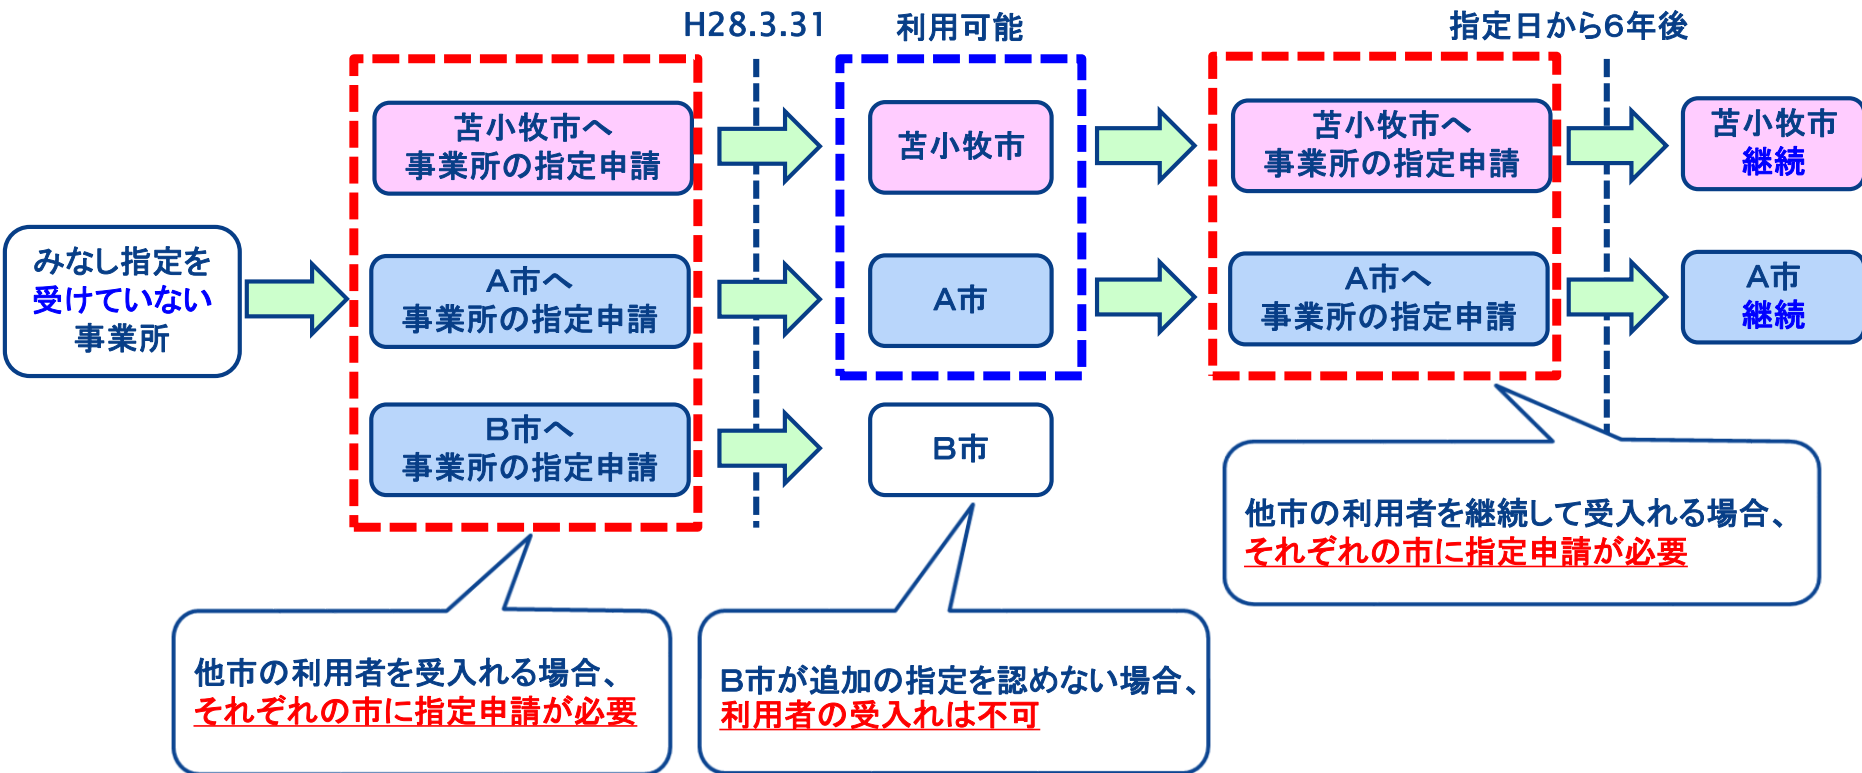 H28.3.31
利用可能
指定日から6年後
みなし指定を
受けていない
事業所
苫小牧市へ
事業所の指定申請
苫小牧市
苫小牧市へ
事業所の指定申請
苫小牧市
継続
A市へ
事業所の指定申請
A市
A市へ
事業所の指定申請
A市
継続
B市へ
事業所の指定申請
B市
他市の利用者を受入れる場合、
それぞれの市に指定申請が必要
B市が追加の指定を認めない場合、
利用者の受入れは不可
他市の利用者を継続して受入れる場合、
それぞれの市に指定申請が必要